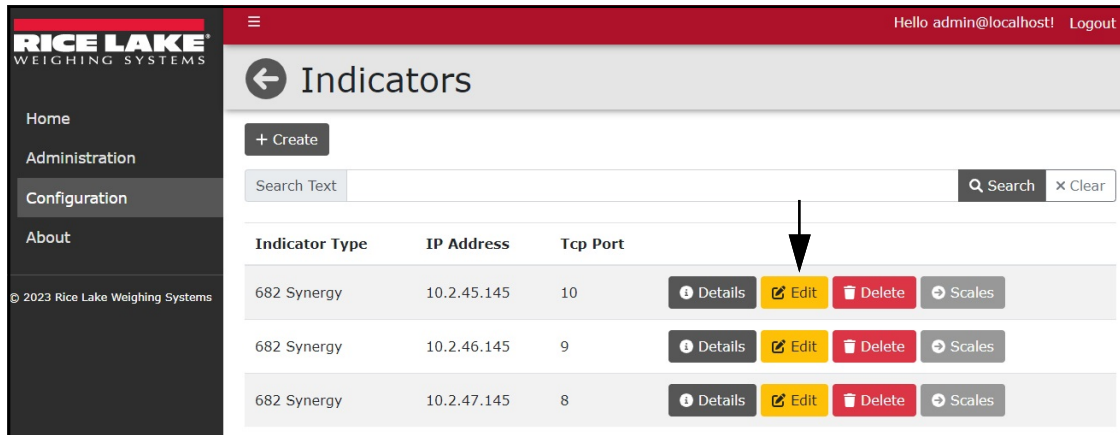 RICE LAKE
WEIGHING SYSTEMS
Home
Administration
Configuration
About
© 2023 Rice Lake Weighing Systems
Hello admin@localhost! Logout
Indicators
+ Create
Search Text Search × Clear
Indicator Type IP Address Tcp Port
682 Synergy 10.2.45.145 10 Details Edit Delete Scales
682 Synergy 10.2.46.145 9 Details Edit Delete Scales
682 Synergy 10.2.47.145 8 Details Edit Delete Scales